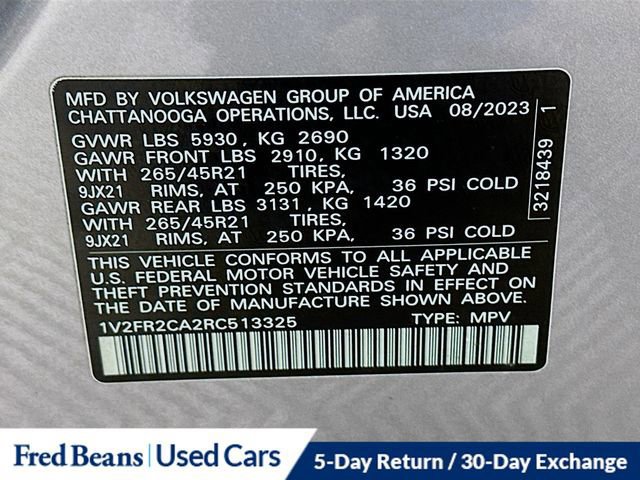 MFD BY VOLKSWAGEN GROUP OF AMERICA
CHATTANOOGA OPERATIONS, LLC. USA 08/2023
GVWR LBS 5930, KG 2690
GAWR FRONT LBS 2910, KG 1320
WITH 265/45R21 TIRES,
9JX21 RIMS, AT 250 KPA, 36 PSI COLD
GAWR REAR LBS 3131, KG 1420
WITH 265/45R21 TIRES,
9JX21 RIMS, AT 250 KPA, 36 PSI COLD
THIS VEHICLE CONFORMS TO ALL APPLICABLE
U.S. FEDERAL MOTOR VEHICLE SAFETY AND
THEFT PREVENTION STANDARDS IN EFFECT ON
THE DATE OF MANUFACTURE SHOWN ABOVE.
1V2FR2CA2RC513325 TYPE: MPV
3218439 1
Fred Beans | Used Cars
5-Day Return / 30-Day Exchange